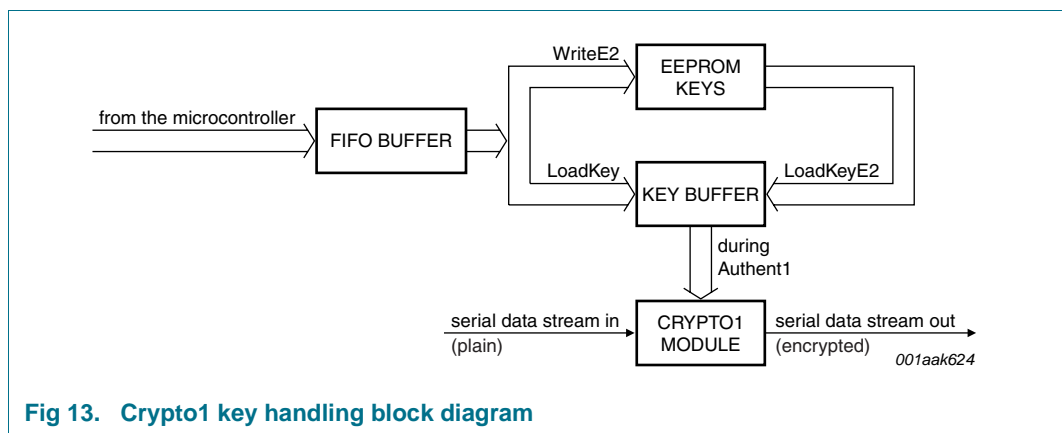 WriteE2
EEPROM
KEYS
from the microcontroller
FIFO BUFFER
LoadKey
KEY BUFFER
LoadKeyE2
during
Authent1
serial data stream in
(plain)
CRYPTO1
MODULE
serial data stream out
(encrypted)
001aak624
Fig 13. Crypto1 key handling block diagram